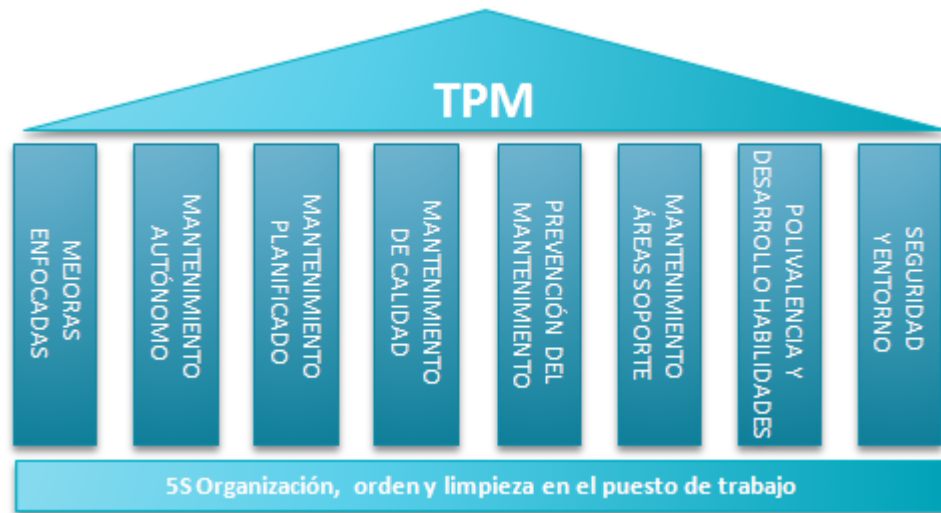 TPM
MEJORAS
ENFOCADAS
MANTENIMIENTO
AUTÓNOMO
MANTENIMIENTO
PLANIFICADO
MANTENIMIENTO
DE CALIDAD
PREVENCIÓN DEL
MANTENIMIENTO
MANTENIMIENTO
ÁREAS SOPORTE
POLIVALENCIA Y
DESARROLLO HABILIDADES
SEGURIDAD
Y ENTORNO
5S Organización, orden y limpieza en el puesto de trabajo